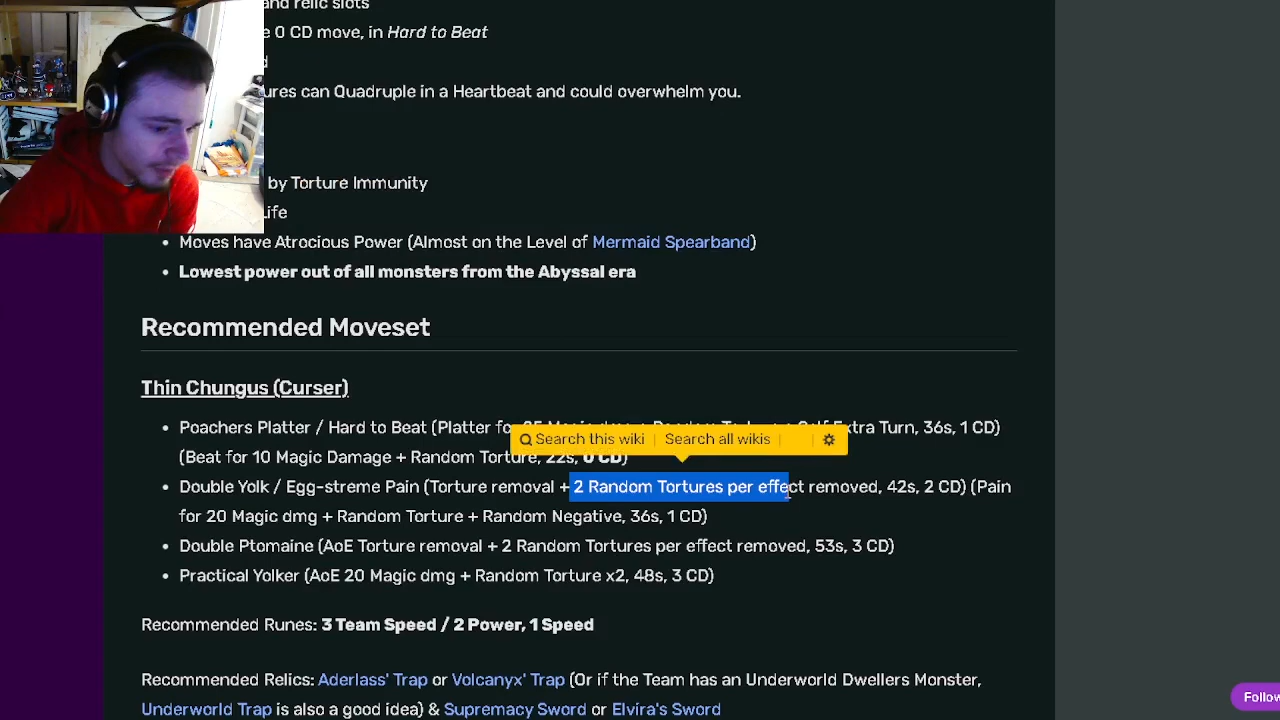 and relic slots
e 0 CD move, in Hard to Beat
d
ures can Quadruple in a Heartbeat and could overwhelm you.
by Torture Immunity
Life
• Moves have Atrocious Power (Almost on the Level of Mermaid Spearband)
• Lowest power out of all monsters from the Abyssal era
Recommended Moveset
Thin Chungus (Curser)
• Poachers Platter / Hard to Beat (Platter for Extra Turn, 36s, 1 CD)
Search this wiki Search all wikis
(Beat for 10 Magic Damage + Random Torture, 22s, 0 CD)
• Double Yolk / Egg-streme Pain (Torture removal + 2 Random Tortures per effect removed, 42s, 2 CD) (Pain
for 20 Magic dmg + Random Torture + Random Negative, 36s, 1 CD)
• Double Ptomaine (AoE Torture removal + 2 Random Tortures per effect removed, 53s, 3 CD)
• Practical Yolker (AoE 20 Magic dmg + Random Torture x2, 48s, 3 CD)
Recommended Runes: 3 Team Speed / 2 Power, 1 Speed
Recommended Relics: Aderlass' Trap or Volcanyx' Trap (Or if the Team has an Underworld Dwellers Monster,
Underworld Trap is also a good idea) & Supremacy Sword or Elvira's Sword
Follow